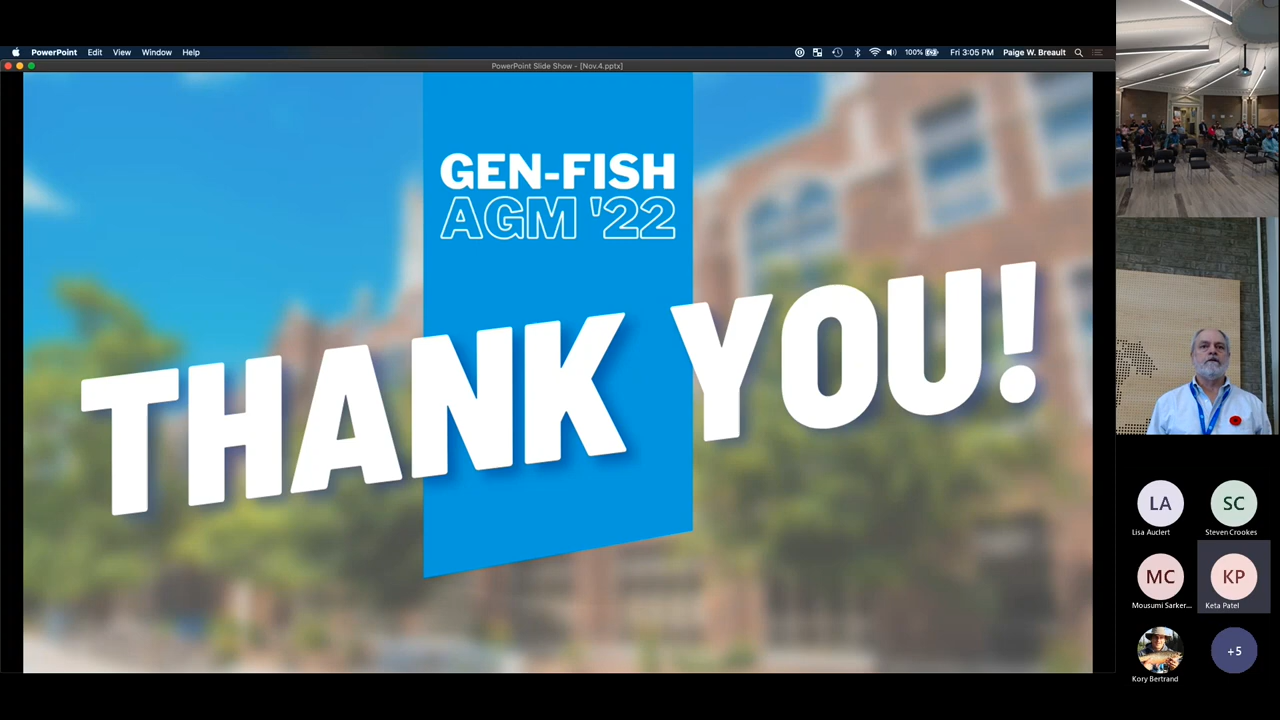 PowerPoint Edit View Window Help
100% Fri 3:05 PM Paige W. Breault
PowerPoint Slide Show - [Nov.4.pptx]
GEN-FISH
AGM '22
THANK YOU!
LA SC
Lisa Auclert Steven Crookes
MC KP
Mousumi Sarker... Keta Patel
+5
Kory Bertrand